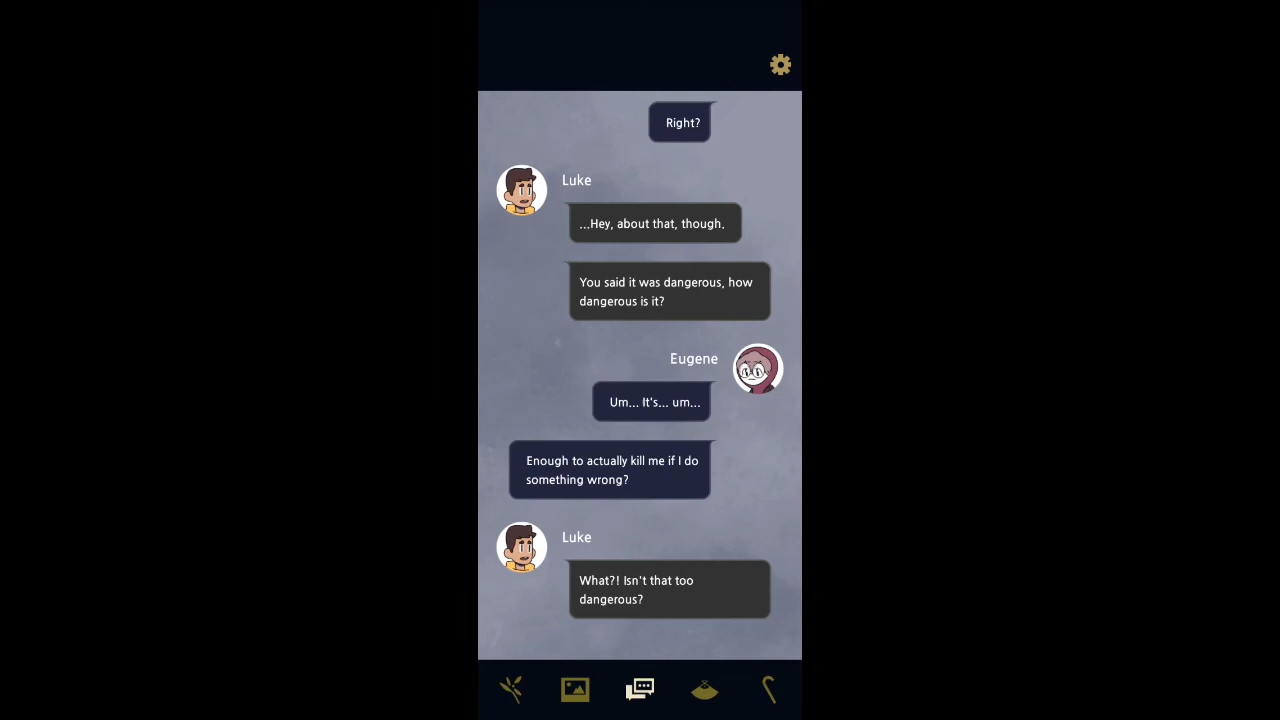 Right?
Luke
...Hey, about that, though.
You said it was dangerous, how
dangerous is it?
Eugene
Um... It's... um...
Enough to actually kill me if I do
something wrong?
Luke
What?! Isn't that too
dangerous?